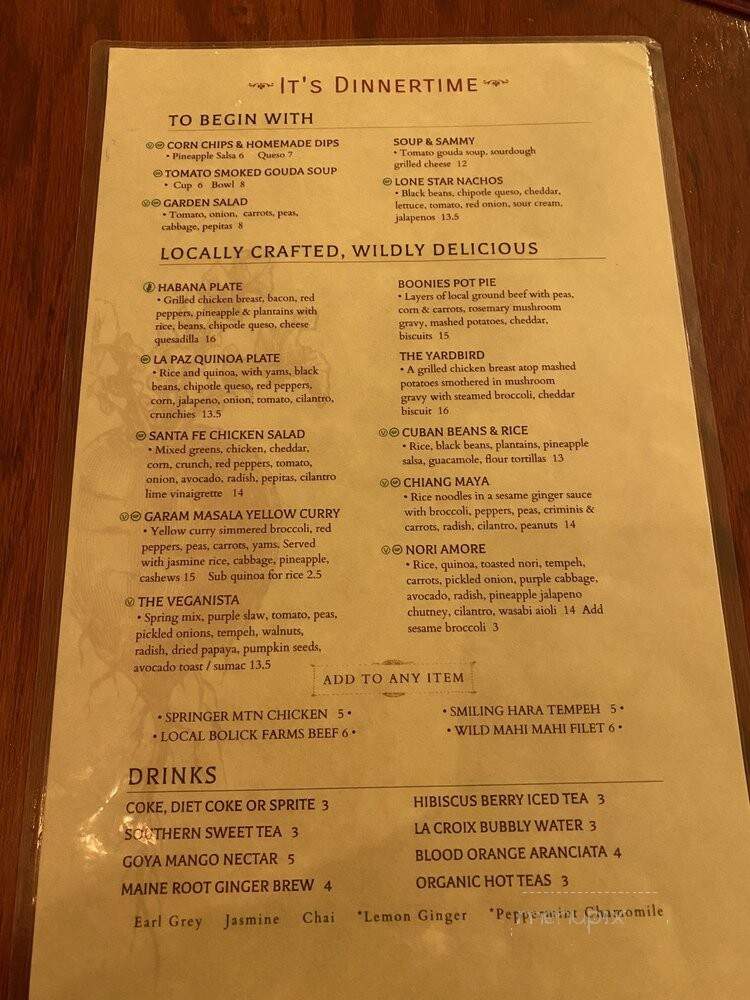 It's Dinnertime
TO BEGIN WITH
CORN CHIPS & HOMEMADE DIPS
• Pineapple Salsa 6 Queso 7
TOMATO SMOKED GOUDA SOUP
• Cup 6 Bowl 8
GARDEN SALAD
• Tomato, onion, carrots, peas,
cabbage, pepitas 8
SOUP & SAMMY
• Tomato gouda soup, sourdough
grilled cheese 12
LONE STAR NACHOS
• Black beans, chipotle queso, cheddar,
lettuce, tomato, red onion, sour cream,
jalapenos 13.5
LOCALLY CRAFTED, WILDLY DELICIOUS
HABANA PLATE
• Grilled chicken breast, bacon, red
peppers, pineapple & plantains with
rice, beans, chipotle queso, cheese
quesadilla 16
LA PAZ QUINOA PLATE
• Rice and quinoa, with yams, black
beans, chipotle queso, red peppers,
corn, jalapeno, onion, tomato, cilantro,
crunchies 13.5
SANTA FE CHICKEN SALAD
• Mixed greens, chicken, cheddar,
corn, crunch, red peppers, tomato,
onion, avocado, radish, pepitas, cilantro
lime vinaigrette 14
GARAM MASALA YELLOW CURRY
• Yellow curry simmered broccoli, red
peppers, peas, carrots, yams. Served
with jasmine rice, cabbage, pineapple,
cashews 15 Sub quinoa for rice 2.5
THE VEGANISTA
• Spring mix, purple slaw, tomato, peas,
pickled onions, tempeh, walnuts,
radish, dried papaya, pumpkin seeds,
avocado toast / sumac 13.5
BOONIES POT PIE
• Layers of local ground beef with peas,
corn & carrots, rosemary mushroom
gravy, mashed potatoes, cheddar,
biscuits 15
THE YARDBIRD
• A grilled chicken breast atop mashed
potatoes smothered in mushroom
gravy with steamed broccoli, cheddar
biscuit 16
CUBAN BEANS & RICE
• Rice, black beans, plantains, pineapple
salsa, guacamole, flour tortillas 13
CHIANG MAYA
• Rice noodles in a sesame ginger sauce
with broccoli, peppers, peas, criminis &
carrots, radish, cilantro, peanuts 14
NORI AMORE
• Rice, quinoa, toasted nori, tempeh,
carrots, pickled onion, purple cabbage,
avocado, radish, pineapple jalapeno
chutney, cilantro, wasabi aioli 14 Add
sesame broccoli 3
ADD TO ANY ITEM
• SPRINGER MTN CHICKEN 5 •
• LOCAL BOLICK FARMS BEEF 6 •
• SMILING HARA TEMPEH 5 •
• WILD MAHI MAHI FILET 6 •
DRINKS
COKE, DIET COKE OR SPRITE 3
SOUTHERN SWEET TEA 3
GOYA MANGO NECTAR 5
MAINE ROOT GINGER BREW 4
HIBISCUS BERRY ICED TEA 3
LA CROIX BUBBLY WATER 3
BLOOD ORANGE ARANCIATA 4
ORGANIC HOT TEAS 3
Earl Grey Jasmine Chai *Lemon Ginger *Peppermint Chamomile
menupix